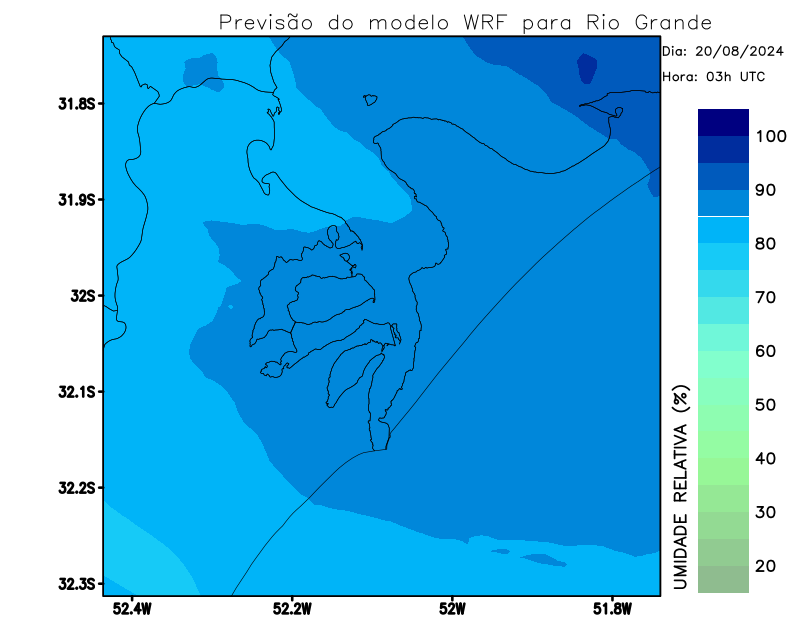 Previsão do modelo WRF para Rio Grande
Dia: 20/08/2024
Hora: 03h UTC
31.8S
31.9S
32S
32.1S
32.2S
32.3S
52.4W
52.2W
52W
51.8W
100
90
80
70
60
50
40
30
20
UMIDADE RELATIVA (%)